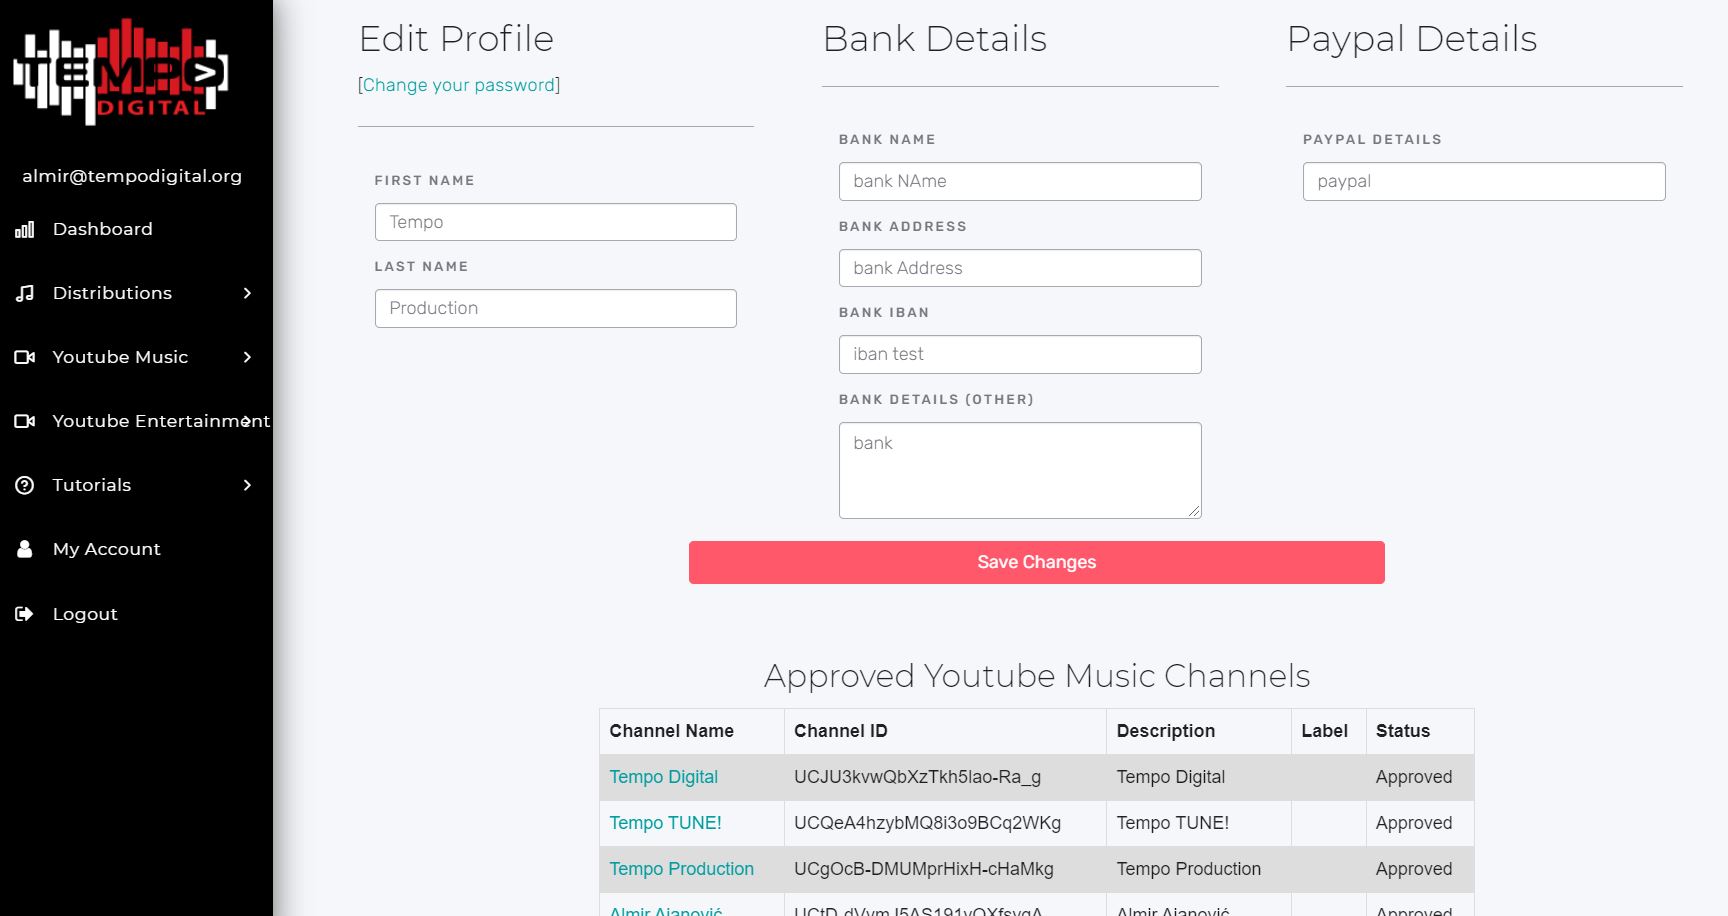 TEMPO
DIGITAL
almir@tempodigital.org
Dashboard
Distributions
Youtube Music
Youtube Entertainment
Tutorials
My Account
Logout
Edit Profile
[Change your password]
FIRST NAME
Tempo
LAST NAME
Production
Bank Details
BANK NAME
bank NAme
BANK ADDRESS
bank Address
BANK IBAN
iban test
BANK DETAILS (OTHER)
bank
Paypal Details
PAYPAL DETAILS
paypal
Save Changes
Approved Youtube Music Channels
Channel Name Channel ID Description Label Status
Tempo Digital UCJU3kvwQbXzTkh5lao-Ra_g Tempo Digital Approved
Tempo TUNE! UCQeA4hzybMQ8i3o9BCq2WKg Tempo TUNE! Approved
Tempo Production UCgOcB-DMUMprHixH-cHaMkg Tempo Production Approved
Almir Ajanović Almir Ajanović Approved